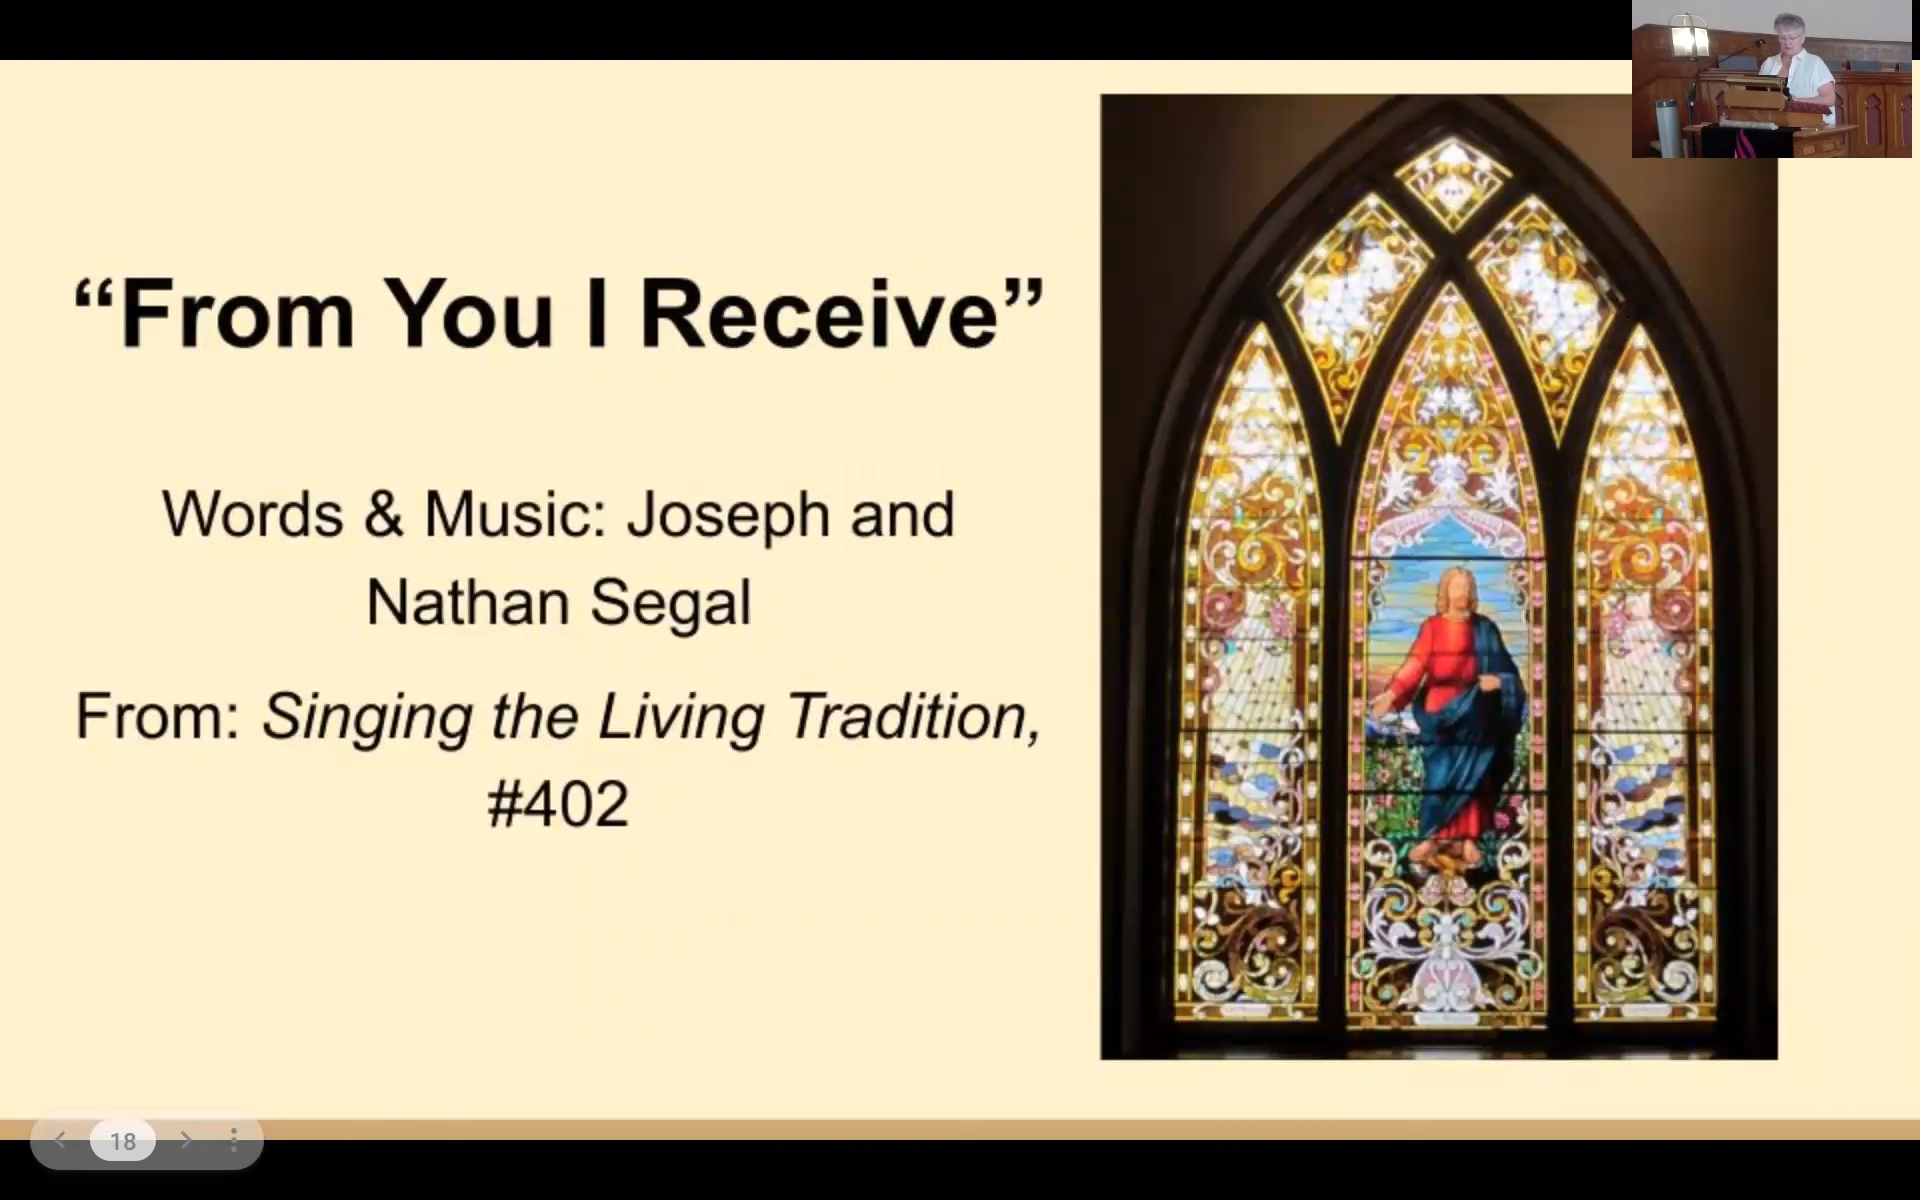 “From You I Receive”
Words & Music: Joseph and
Nathan Segal
From: Singing the Living Tradition,
#402
18